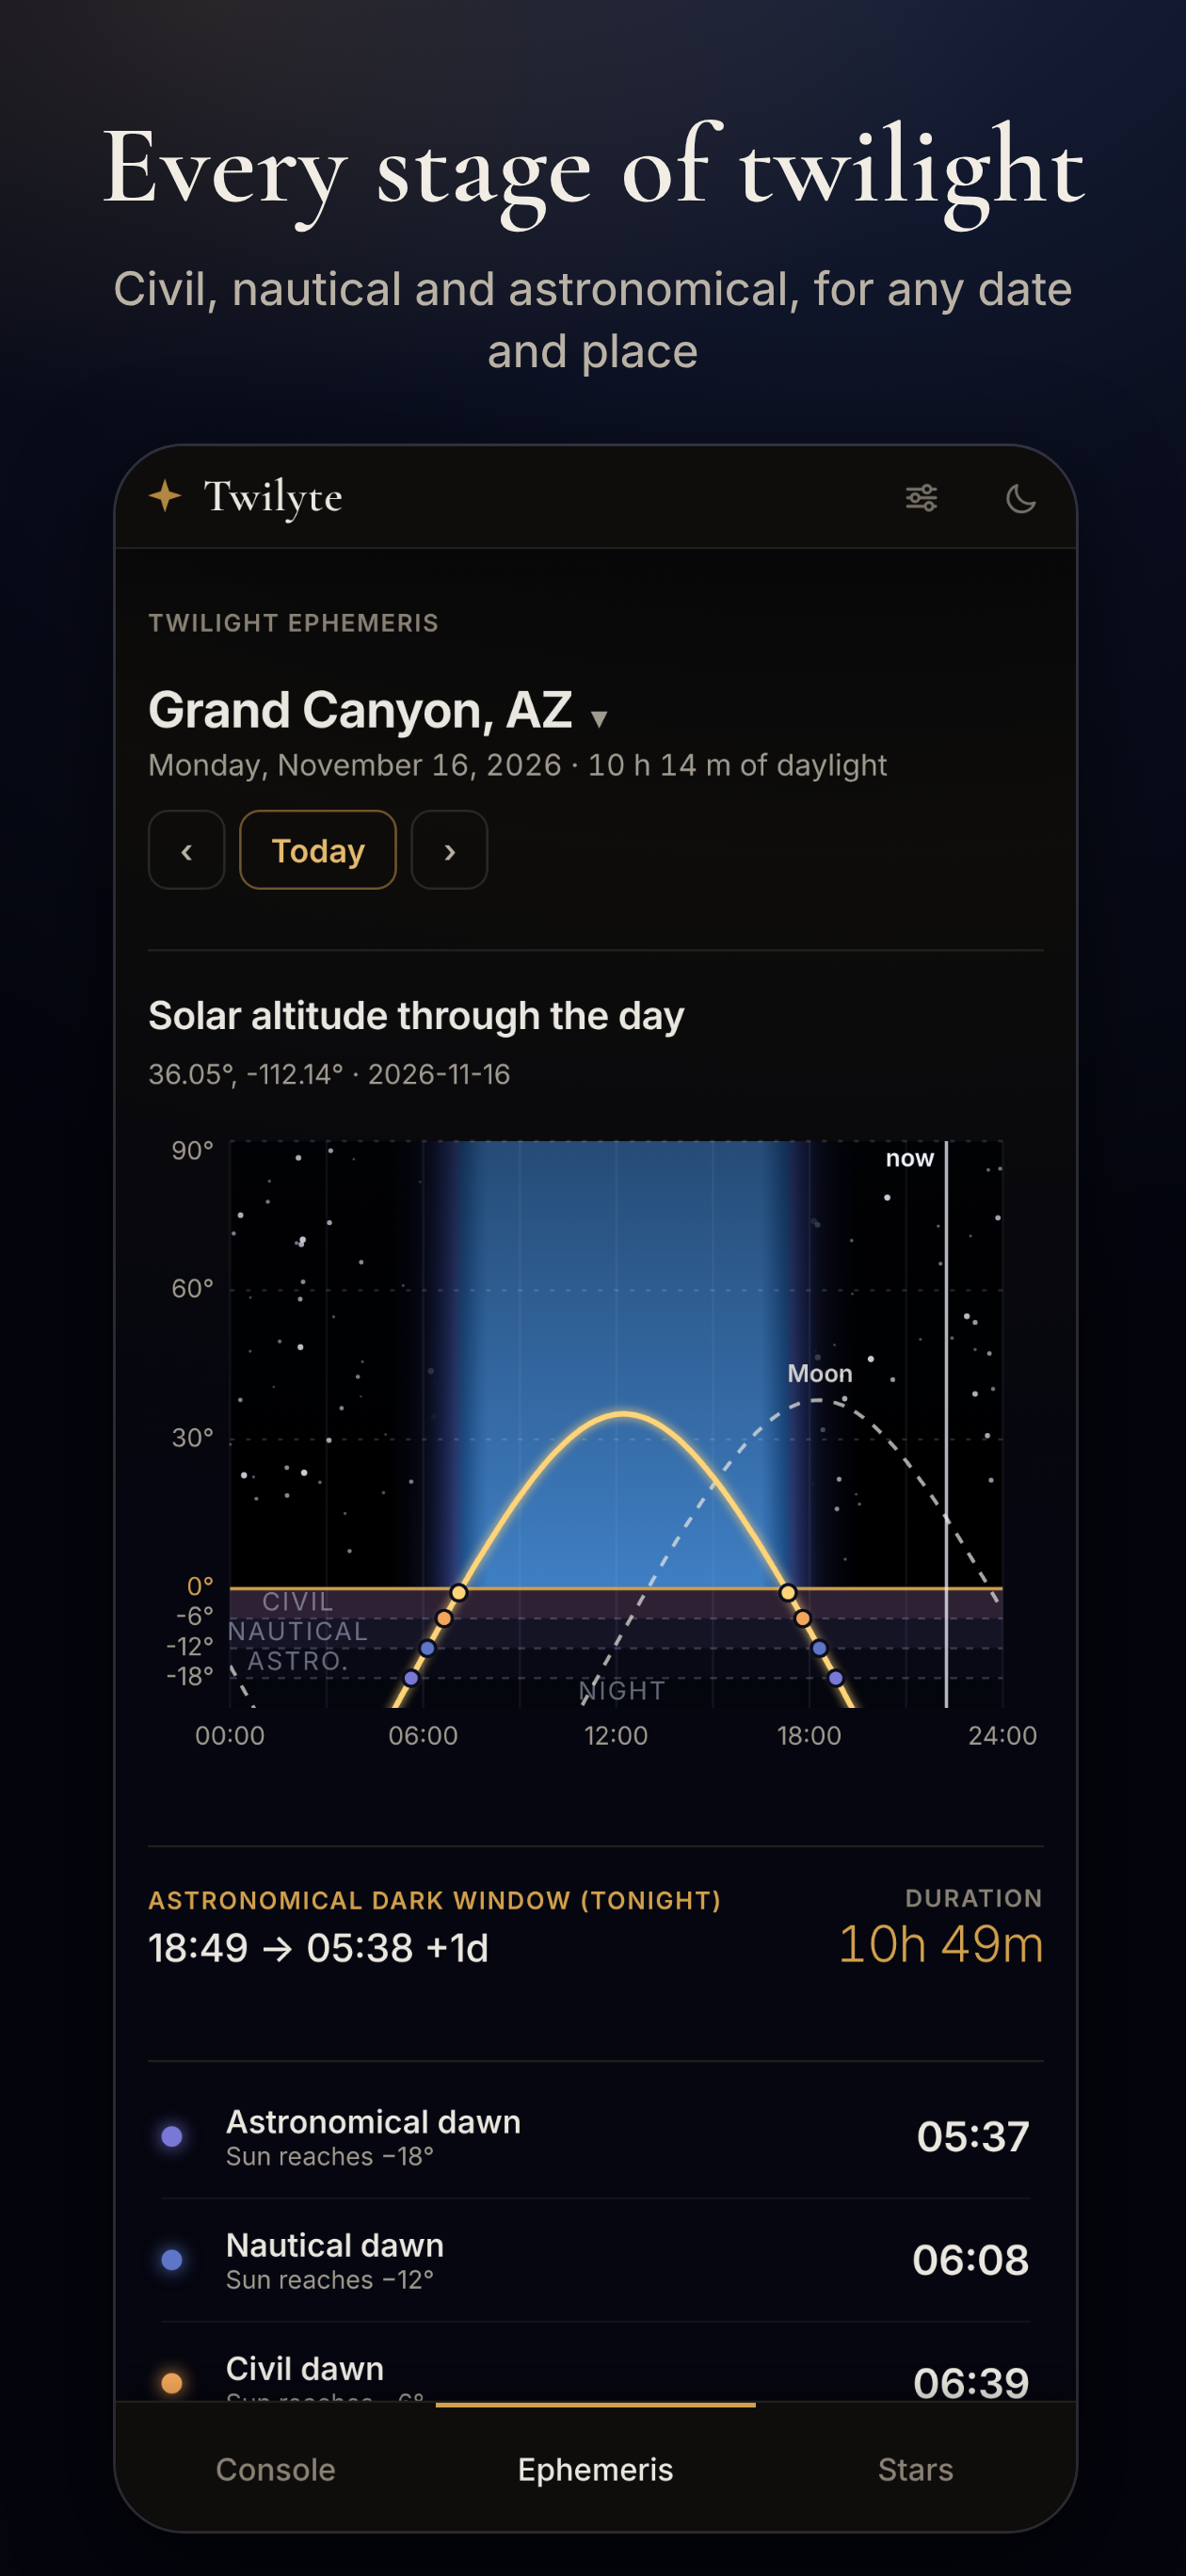 Every stage of twilight
Civil, nautical and astronomical, for any date
and place
Twilyte
TWILIGHT EPHEMERIS
Grand Canyon, AZ ▾
Monday, November 16, 2026 · 10 h 14 m of daylight
‹ Today ›
Solar altitude through the day
36.05°, -112.14° · 2026-11-16
90°
now
60°
Moon
30°
0°
CIVIL
-6°
NAUTICAL
-12°
ASTRO.
-18°
NIGHT
00:00 06:00 12:00 18:00 24:00
ASTRONOMICAL DARK WINDOW (TONIGHT)
18:49 → 05:38 +1d
DURATION
10h 49m
Astronomical dawn
Sun reaches −18°
05:37
Nautical dawn
Sun reaches −12°
06:08
Civil dawn
Sun reaches −6°
06:39
Console Ephemeris Stars